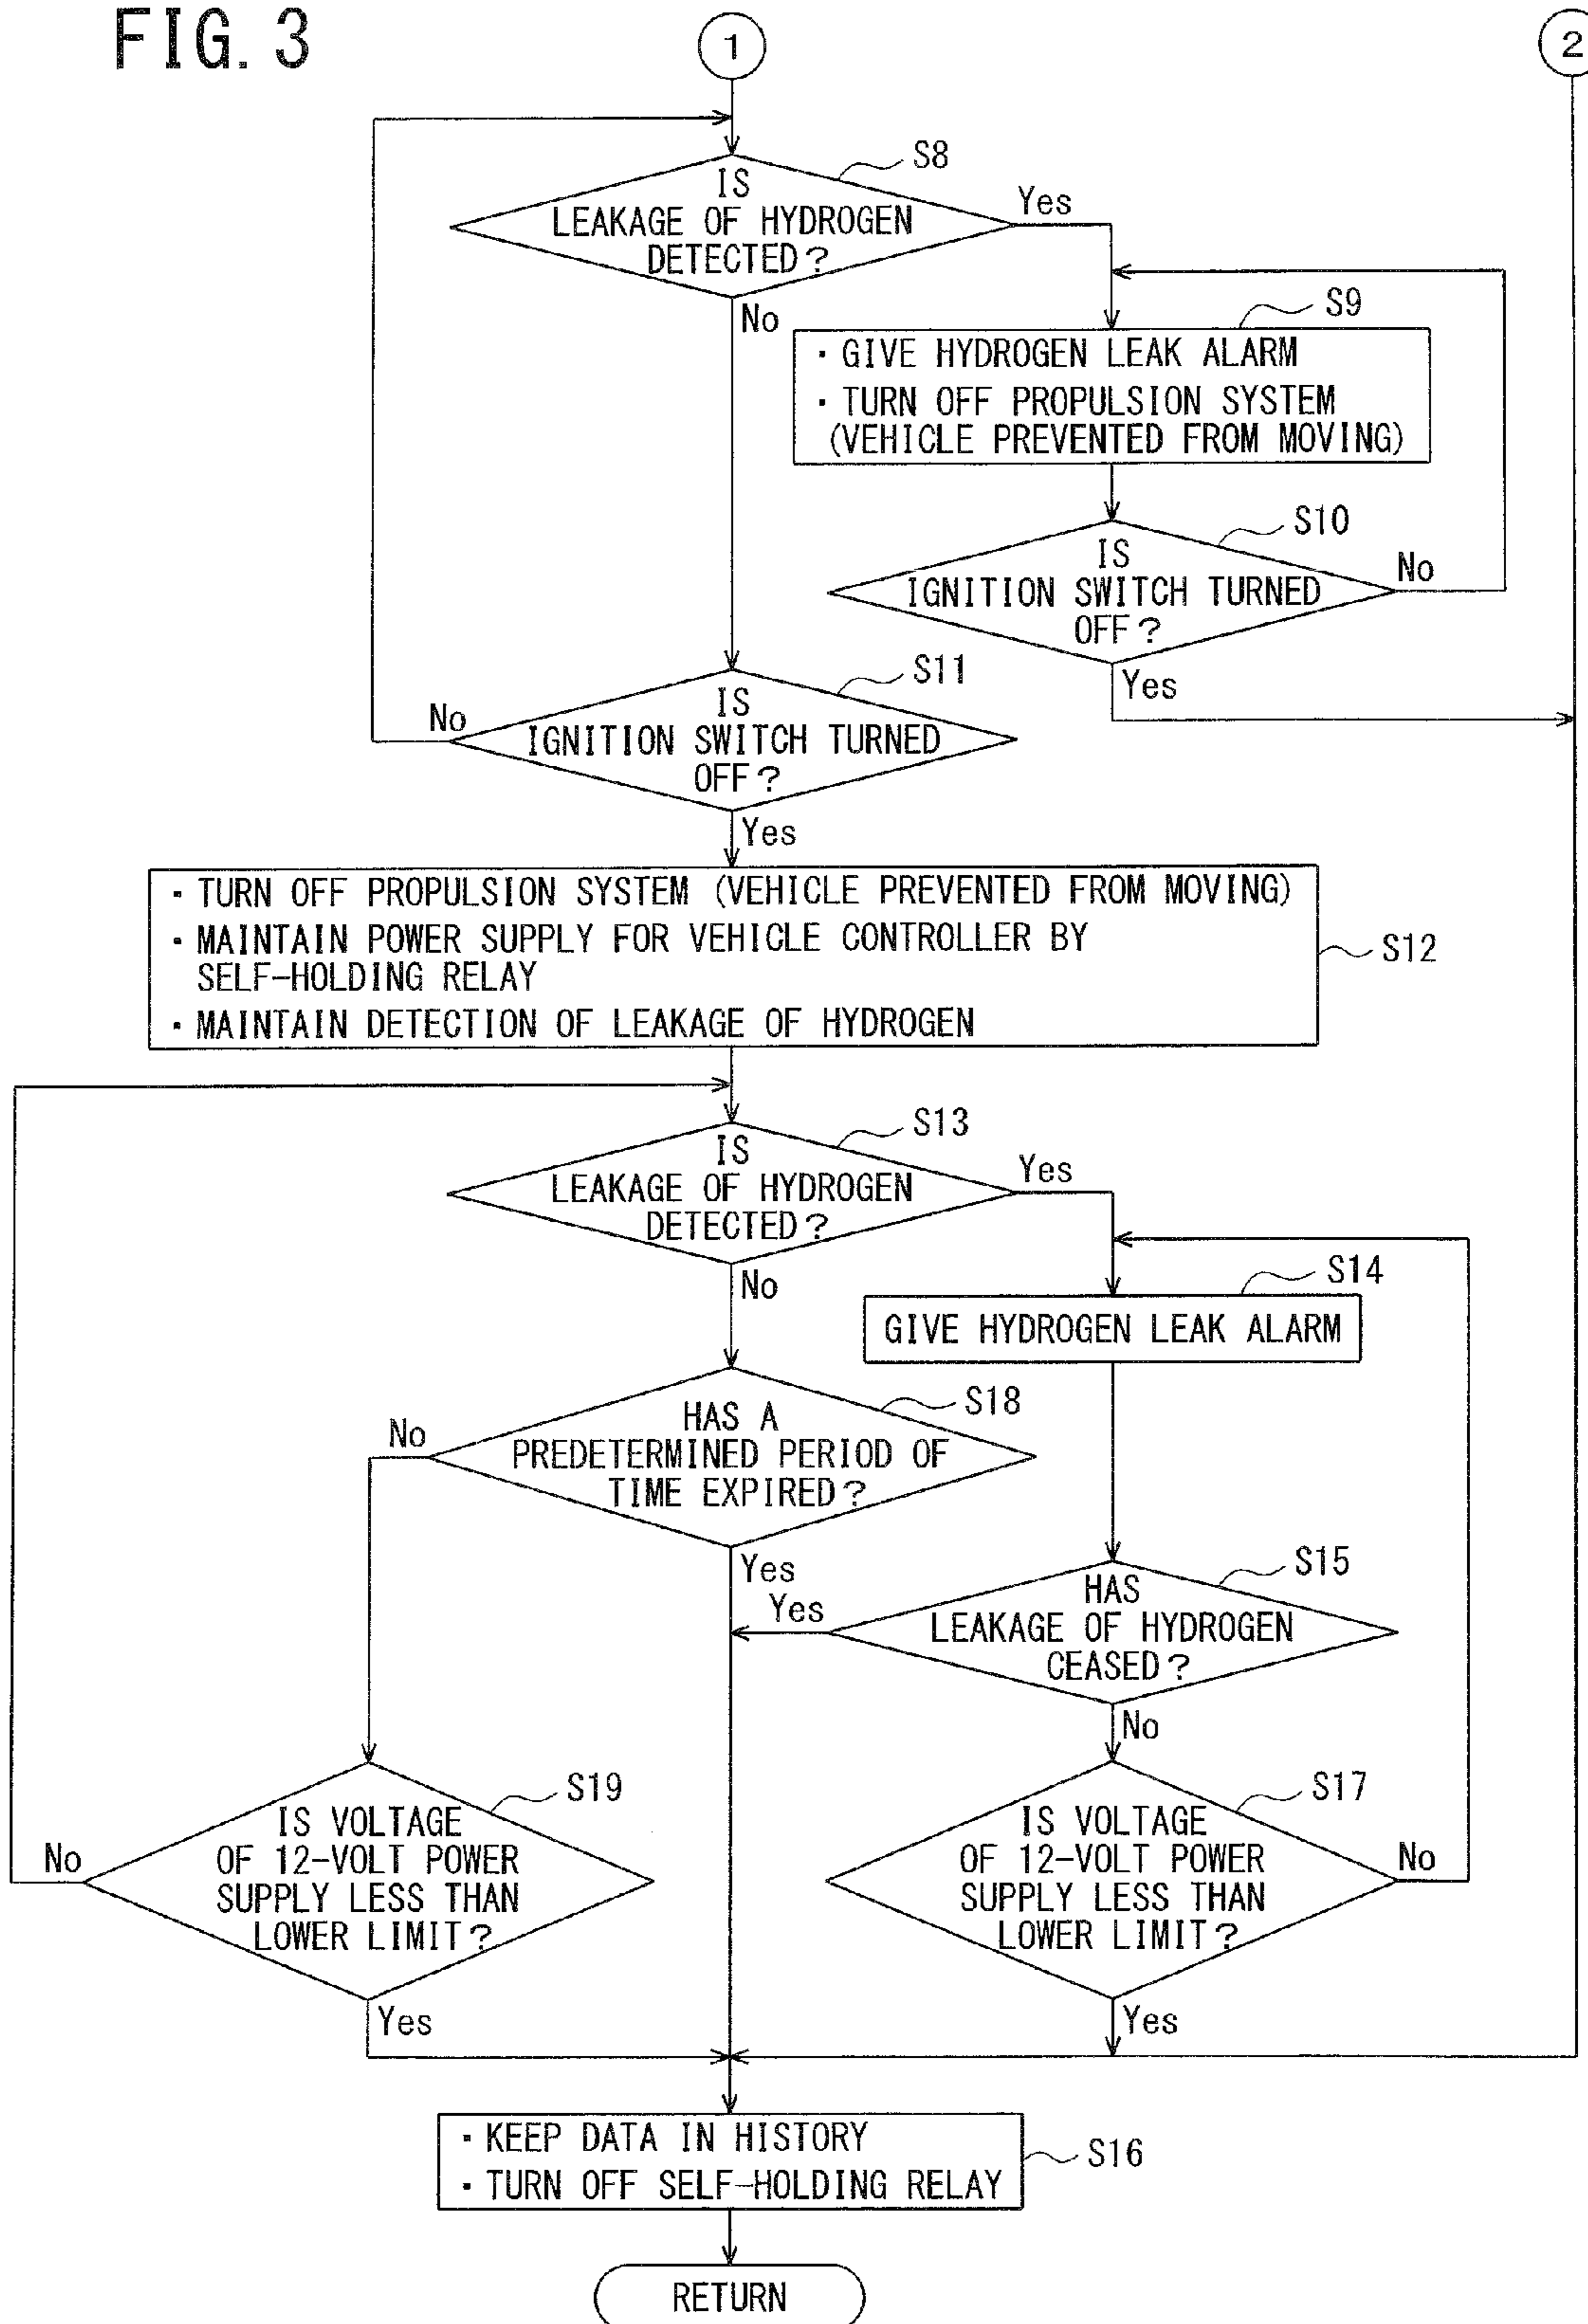 FIG. 3
1
2
S8
IS
LEAKAGE OF HYDROGEN
DETECTED?
Yes
No
S9
· GIVE HYDROGEN LEAK ALARM
· TURN OFF PROPULSION SYSTEM
(VEHICLE PREVENTED FROM MOVING)
S10
IS
IGNITION SWITCH TURNED
OFF?
No
Yes
S11
IS
IGNITION SWITCH TURNED
OFF?
No
Yes
· TURN OFF PROPULSION SYSTEM (VEHICLE PREVENTED FROM MOVING)
· MAINTAIN POWER SUPPLY FOR VEHICLE CONTROLLER BY
SELF-HOLDING RELAY
· MAINTAIN DETECTION OF LEAKAGE OF HYDROGEN
S12
S13
IS
LEAKAGE OF HYDROGEN
DETECTED?
Yes
No
S14
GIVE HYDROGEN LEAK ALARM
S18
HAS A
PREDETERMINED PERIOD OF
TIME EXPIRED?
No
Yes
S15
HAS
LEAKAGE OF HYDROGEN
CEASED?
Yes
No
S19
IS VOLTAGE
OF 12-VOLT POWER
SUPPLY LESS THAN
LOWER LIMIT?
No
Yes
S17
IS VOLTAGE
OF 12-VOLT POWER
SUPPLY LESS THAN
LOWER LIMIT?
No
Yes
· KEEP DATA IN HISTORY
· TURN OFF SELF-HOLDING RELAY
S16
RETURN